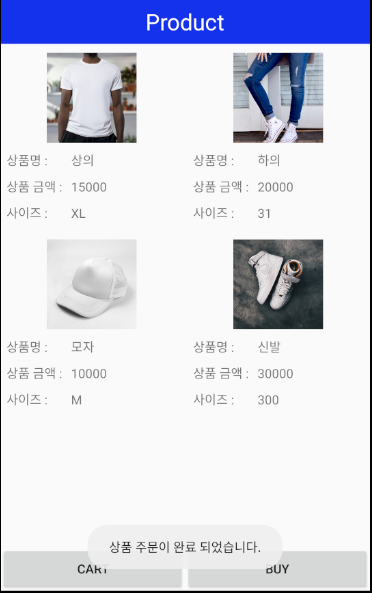 Product
상품명 : 상의
상품 금액 : 15000
사이즈 : XL
상품명 : 하의
상품 금액 : 20000
사이즈 : 31
상품명 : 모자
상품 금액 : 10000
사이즈 : M
상품명 : 신발
상품 금액 : 30000
사이즈 : 300
상품 주문이 완료 되었습니다.
CART
BUY